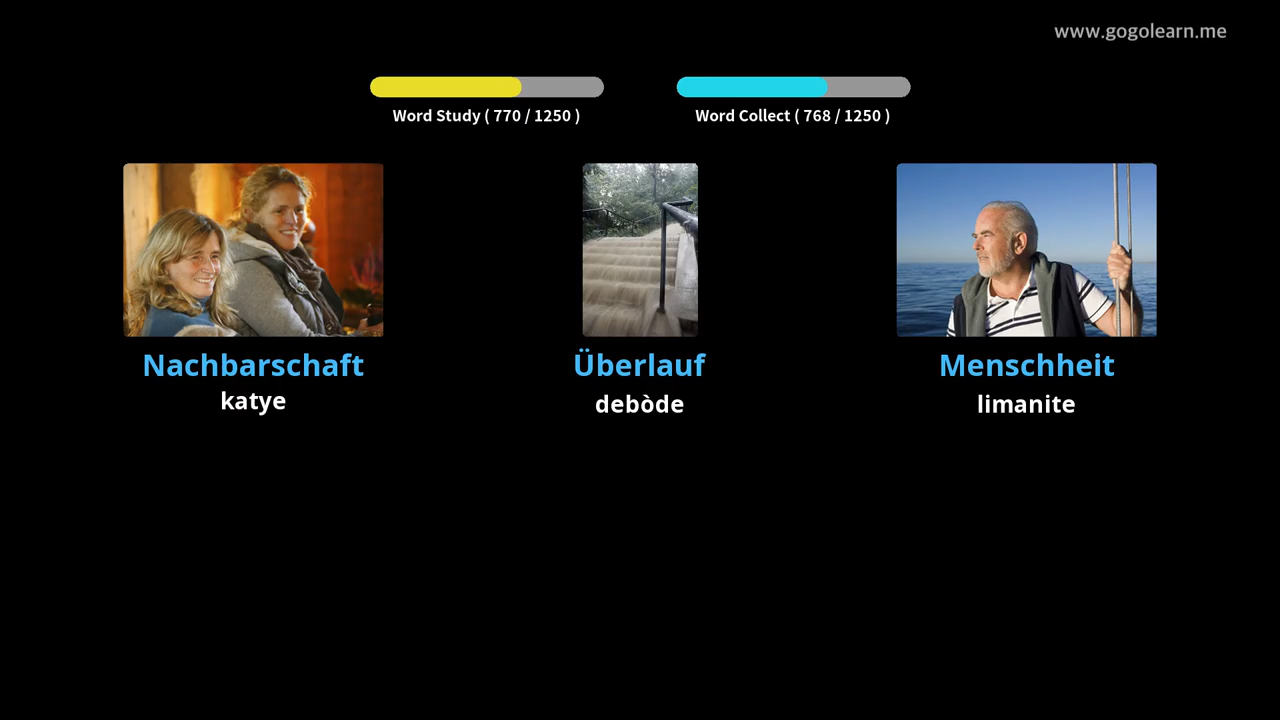 www.gogolearn.me
Word Study ( 770 / 1250 )
Word Collect ( 768 / 1250 )
Nachbarschaft
katye
Überlauf
debòde
Menschheit
limanite